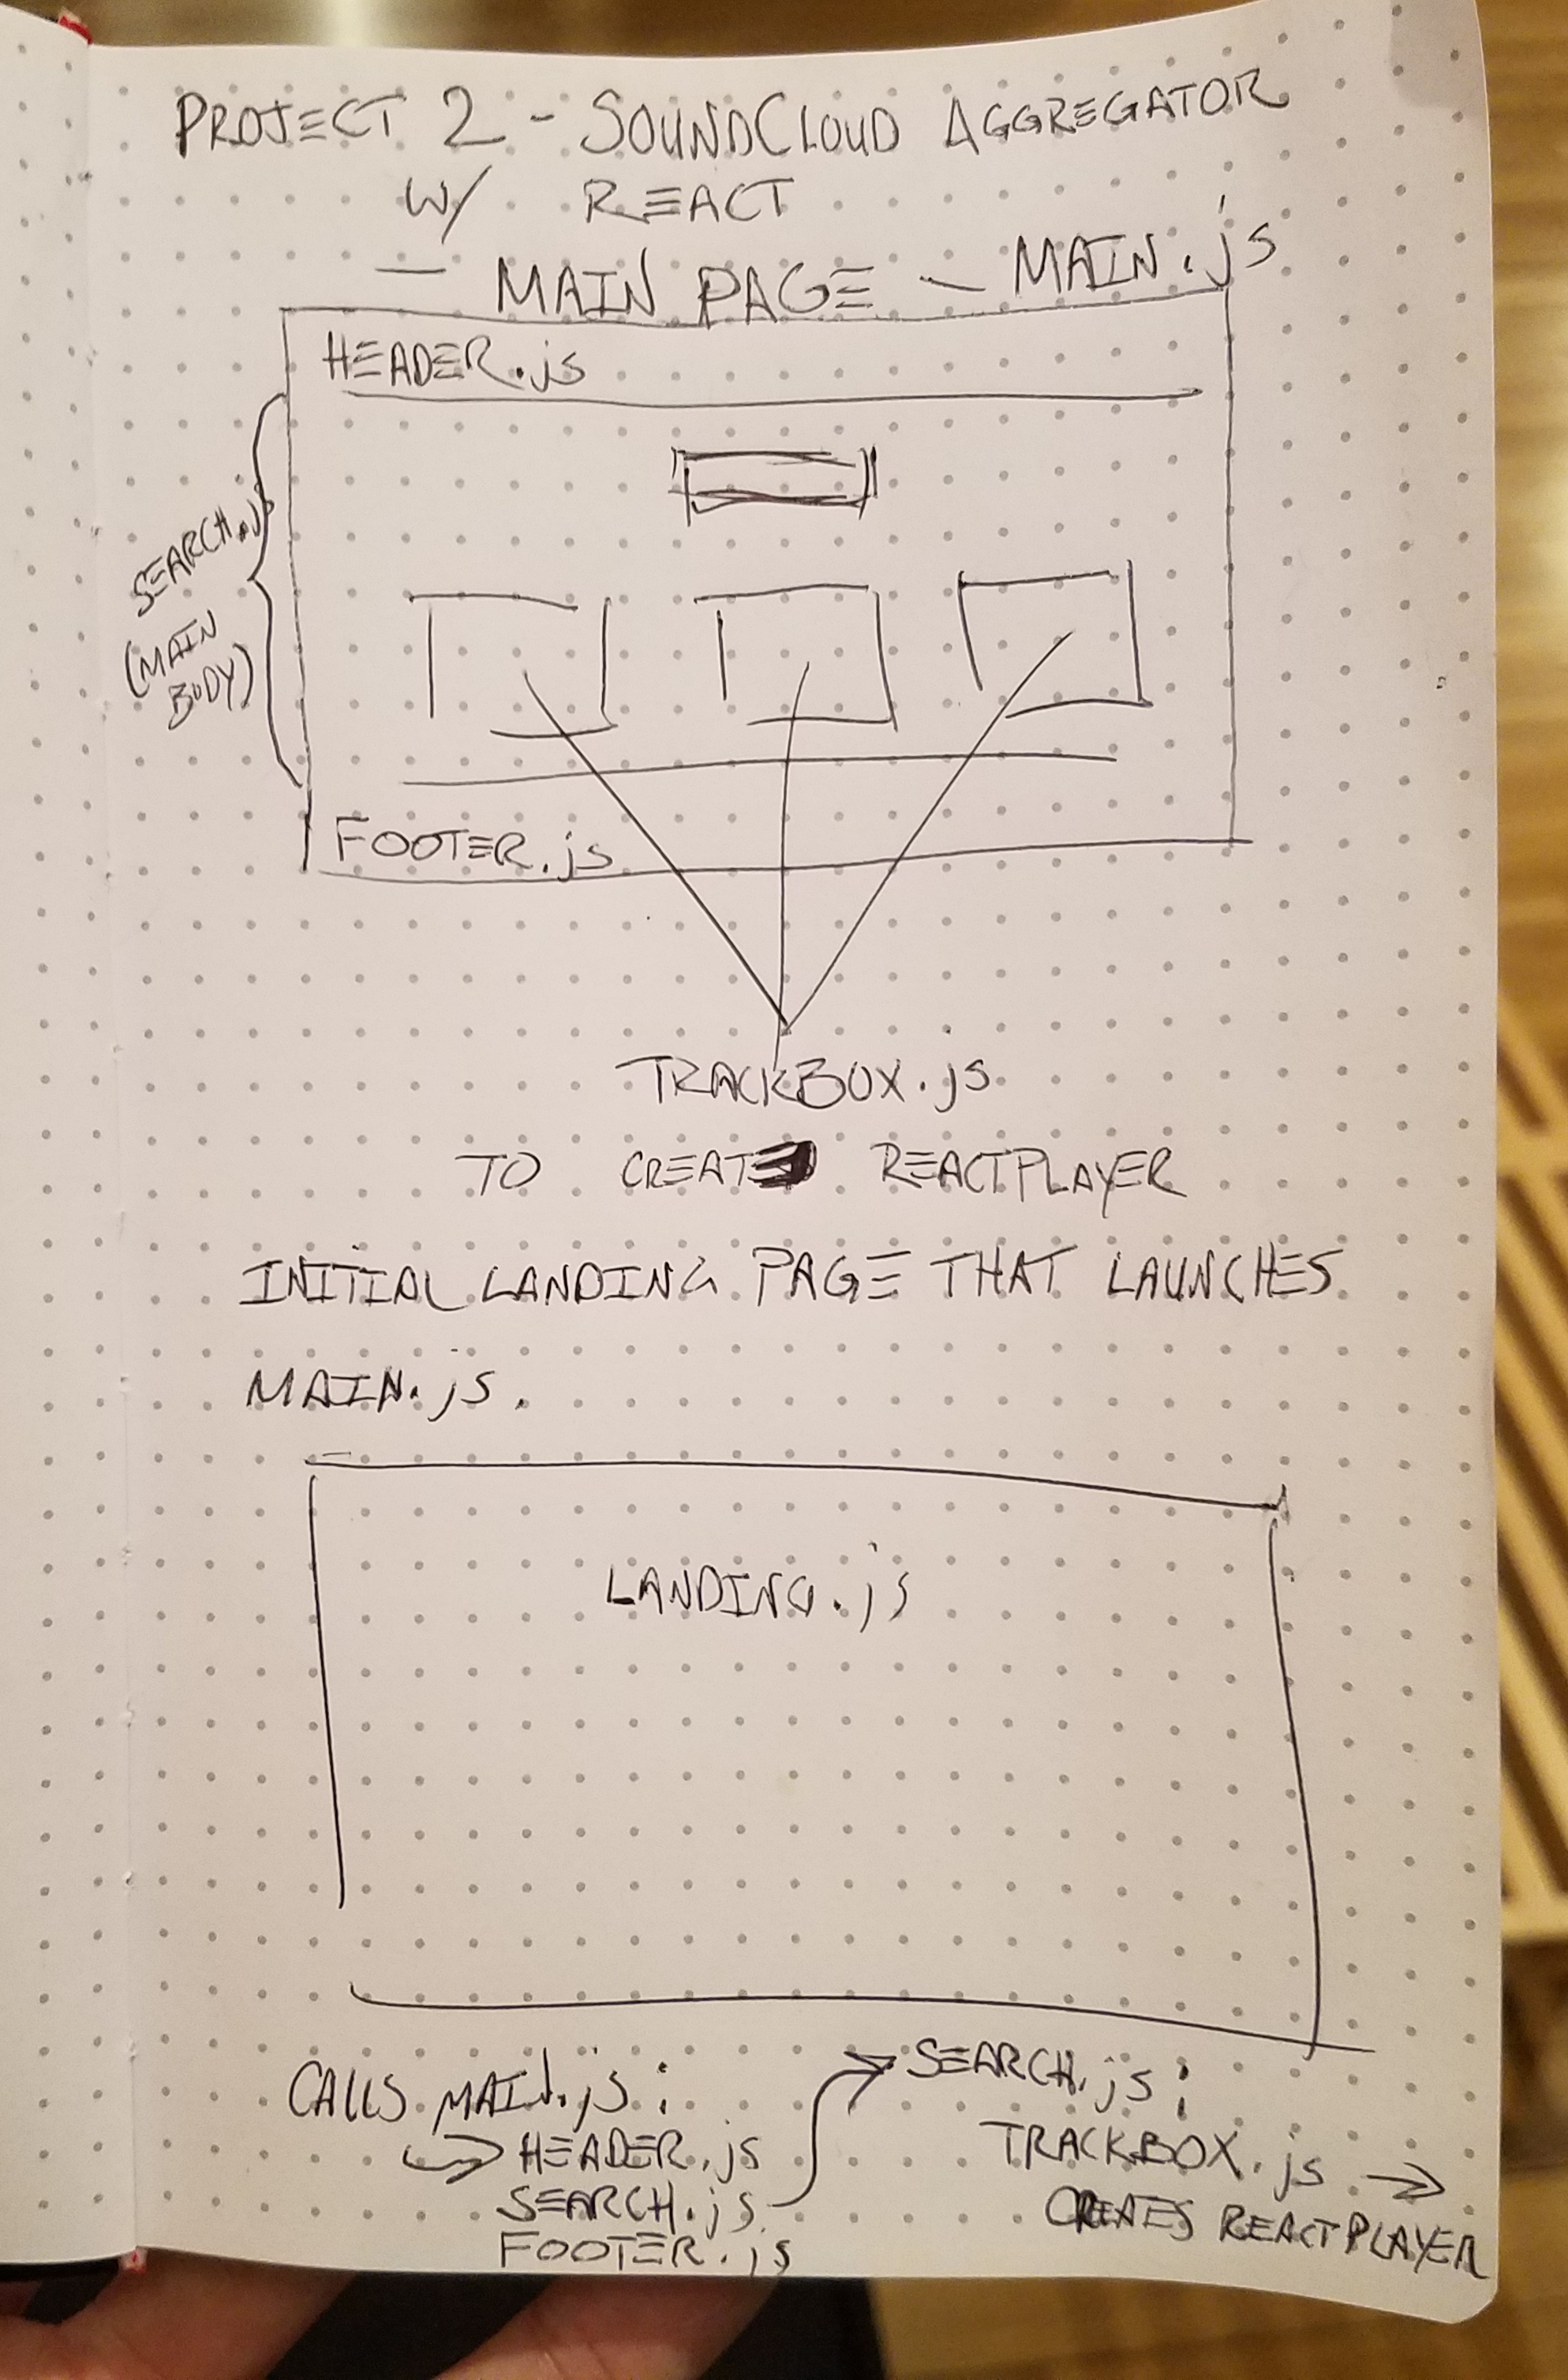 PROJECT 2 - SOUNDCLOUD AGGREGATOR
W/ REACT
— MAIN PAGE — MAIN.js
HEADER.js
SEARCH.js
(MAIN
BODY)
FOOTER.js
TRACKBOX.js
TO CREATE REACTPLAYER
INITIAL LANDING PAGE THAT LAUNCHES
MAIN.js.
LANDING.js
CALLS MAIN.js:
→ HEADER.js
SEARCH.js
FOOTER.js
→ SEARCH.js:
TRACKBOX.js →
CREATES REACTPLAYER